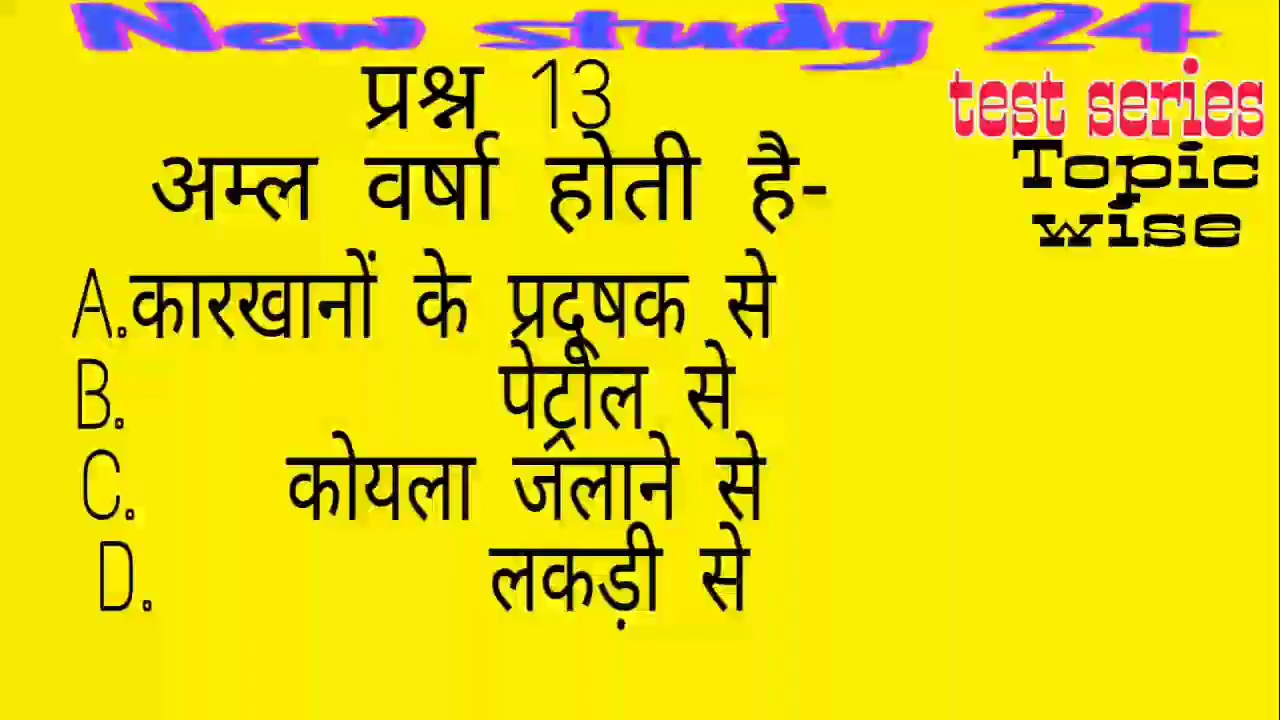 New study 24
test series
Topic
wise
प्रश्न 13
अम्ल वर्षा होती है-
A.कारखानों के प्रदूषक से
B. पेट्रोल से
C. कोयला जलाने से
D. लकड़ी से